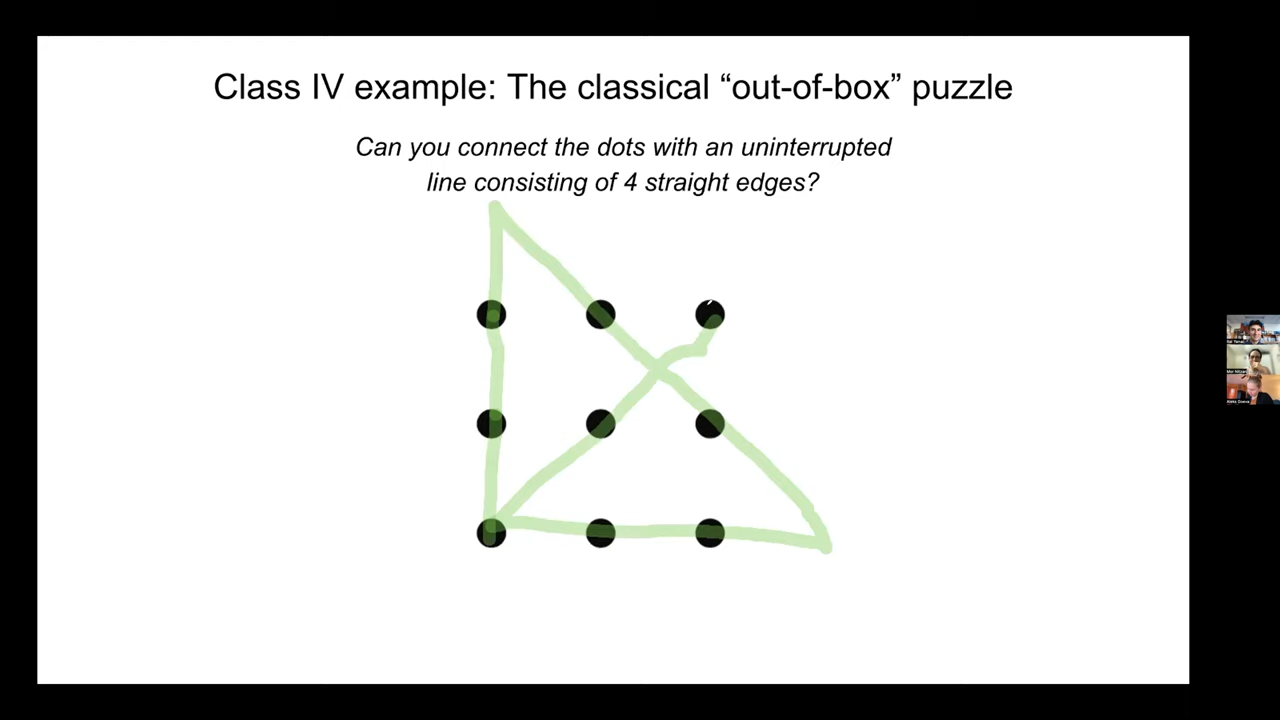 Class IV example: The classical “out-of-box” puzzle
Can you connect the dots with an uninterrupted
line consisting of 4 straight edges?